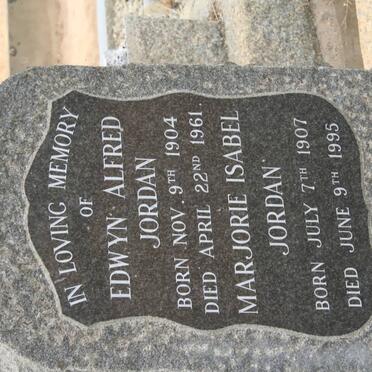 IN LOVING MEMORY
OF
EDWYN ALFRED
JORDAN
BORN NOV. 9TH 1904
DIED APRIL 22ND 1961.
MARJORIE ISABEL
JORDAN
BORN JULY 7TH 1907
DIED JUNE 9TH 1995